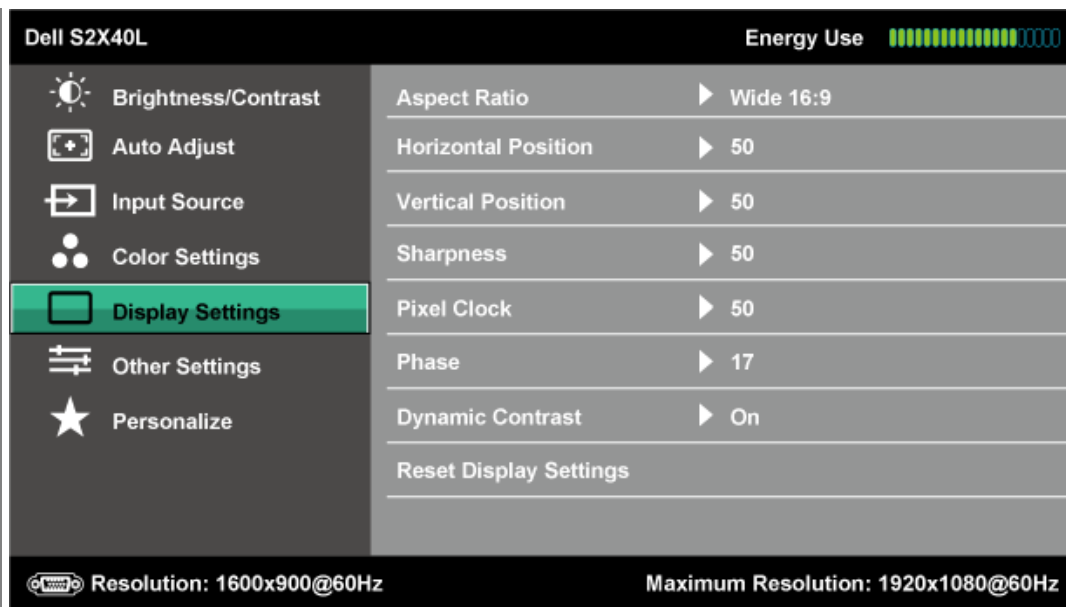 Dell S2X40L
Energy Use
Brightness/Contrast
Auto Adjust
Input Source
Color Settings
Display Settings
Other Settings
Personalize
Aspect Ratio Wide 16:9
Horizontal Position 50
Vertical Position 50
Sharpness 50
Pixel Clock 50
Phase 17
Dynamic Contrast On
Reset Display Settings
Resolution: 1600x900@60Hz
Maximum Resolution: 1920x1080@60Hz